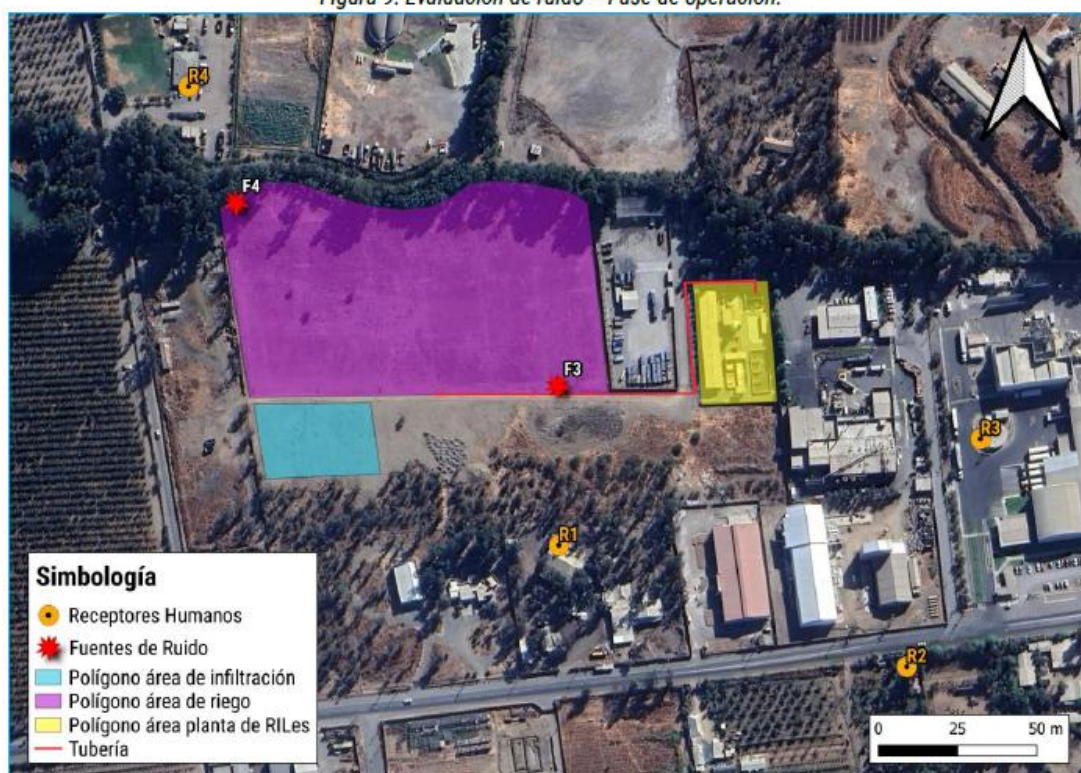 Figura 9. Evaluación de ruido – Fase de operación.
R4
F4
F3
R3
R1
R2
Simbología
Receptores Humanos
Fuentes de Ruido
Polígono área de infiltración
Polígono área de riego
Polígono área planta de RILes
Tubería
0 25 50 m